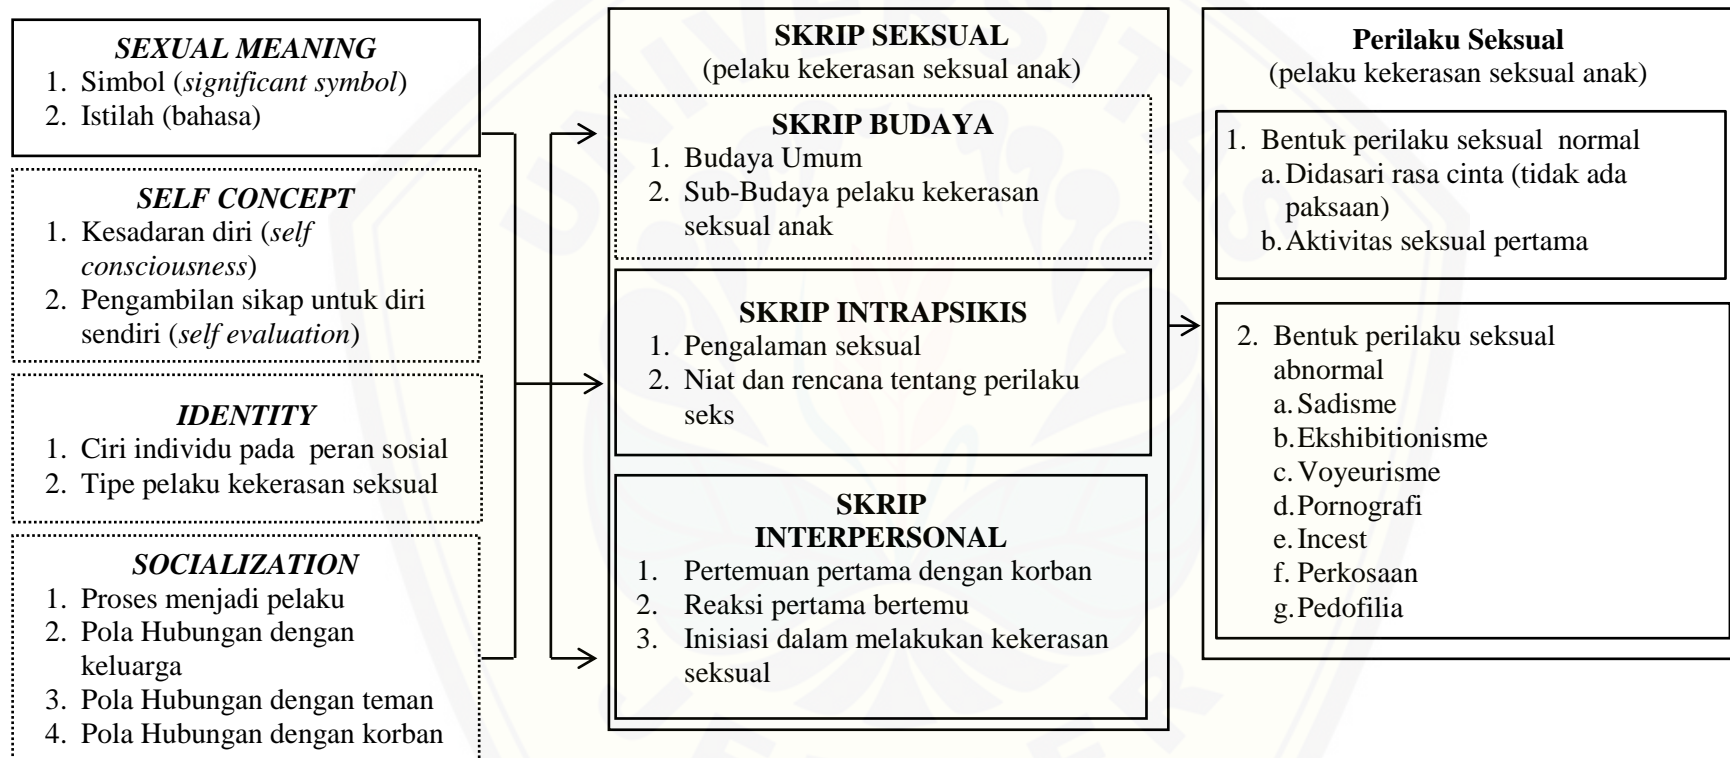 SEXUAL MEANING
1. Simbol (significant symbol)
2. Istilah (bahasa)
SELF CONCEPT
1. Kesadaran diri (self
consciousness)
2. Pengambilan sikap untuk diri
sendiri (self evaluation)
IDENTITY
1. Ciri individu pada peran sosial
2. Tipe pelaku kekerasan seksual
SOCIALIZATION
1. Proses menjadi pelaku
2. Pola Hubungan dengan
keluarga
3. Pola Hubungan dengan teman
4. Pola Hubungan dengan korban
SKRIP SEKSUAL
(pelaku kekerasan seksual anak)
SKRIP BUDAYA
1. Budaya Umum
2. Sub-Budaya pelaku kekerasan
seksual anak
SKRIP INTRAPSIKIS
1. Pengalaman seksual
2. Niat dan rencana tentang perilaku
seks
SKRIP
INTERPERSONAL
1. Pertemuan pertama dengan korban
2. Reaksi pertama bertemu
3. Inisiasi dalam melakukan kekerasan
seksual
Perilaku Seksual
(pelaku kekerasan seksual anak)
1. Bentuk perilaku seksual normal
a. Didasari rasa cinta (tidak ada
paksaan)
b. Aktivitas seksual pertama
2. Bentuk perilaku seksual
abnormal
a. Sadisme
b. Ekshibitionisme
c. Voyeurisme
d. Pornografi
e. Incest
f. Perkosaan
g. Pedofilia
UNIVERSITAS